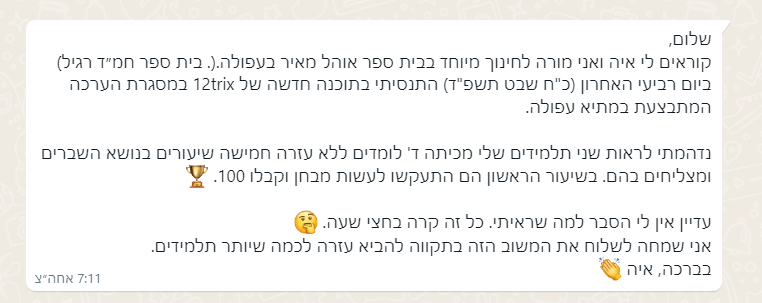 שלום,
קוראים לי איה ואני מורה לחינוך מיוחד בבית ספר אוהל מאיר בעפולה.(. בית ספר חמ״ד רגיל)
ביום רביעי האחרון (כ"ח שבט תשפ"ד) התנסיתי בתוכנה חדשה של 12trix במסגרת הערכה
המתבצעת במתיא עפולה.
נדהמתי לראות שני תלמידים שלי מכיתה ד' לומדים ללא עזרה חמישה שיעורים בנושא השברים
ומצליחים בהם. בשיעור הראשון הם התעקשו לעשות מבחן וקבלו 100. 🏆
עדיין אין לי הסבר למה שראיתי. כל זה קרה בחצי שעה. 🤔
אני שמחה לשלוח את המשוב הזה בתקווה להביא עזרה לכמה שיותר תלמידים.
בברכה, איה 👏
7:11 אחה״צ